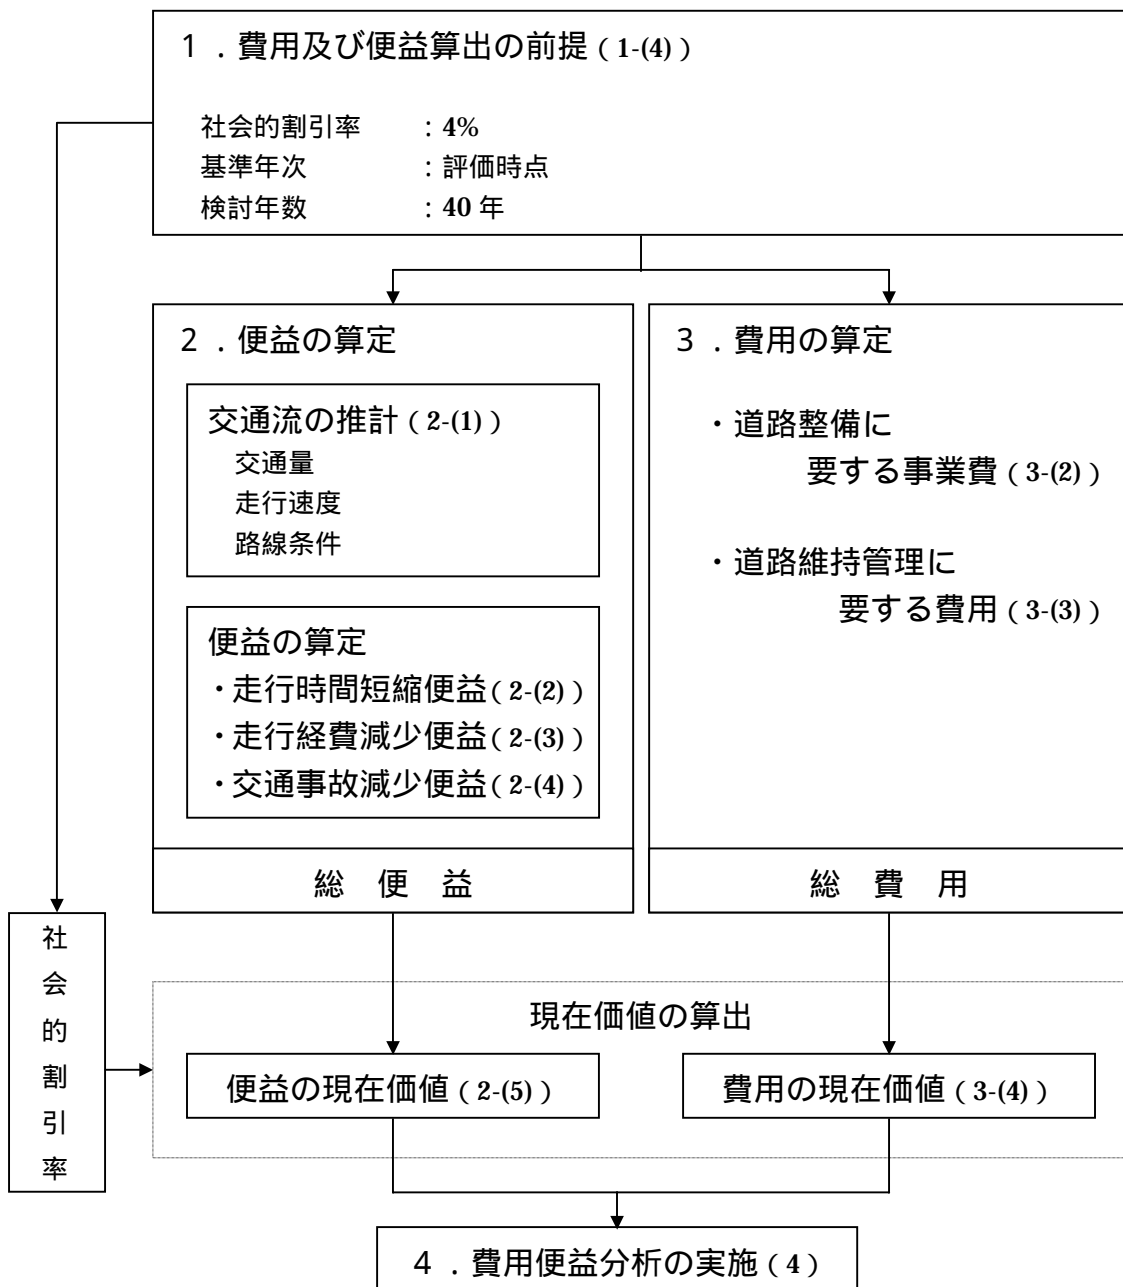 1．費用及び便益算出の前提（1-(4)）
社会的割引率　：4%
基準年次　：評価時点
検討年数　：40 年
2．便益の算定
交通流の推計（2-(1)）
交通量
走行速度
路線条件
便益の算定
・走行時間短縮便益（2-(2)）
・走行経費減少便益（2-(3)）
・交通事故減少便益（2-(4)）
総　便　益
3．費用の算定
・道路整備に
要する事業費（3-(2)）
・道路維持管理に
要する費用（3-(3)）
総　費　用
社会的割引率
現在価値の算出
便益の現在価値（2-(5)）
費用の現在価値（3-(4)）
4．費用便益分析の実施（4）